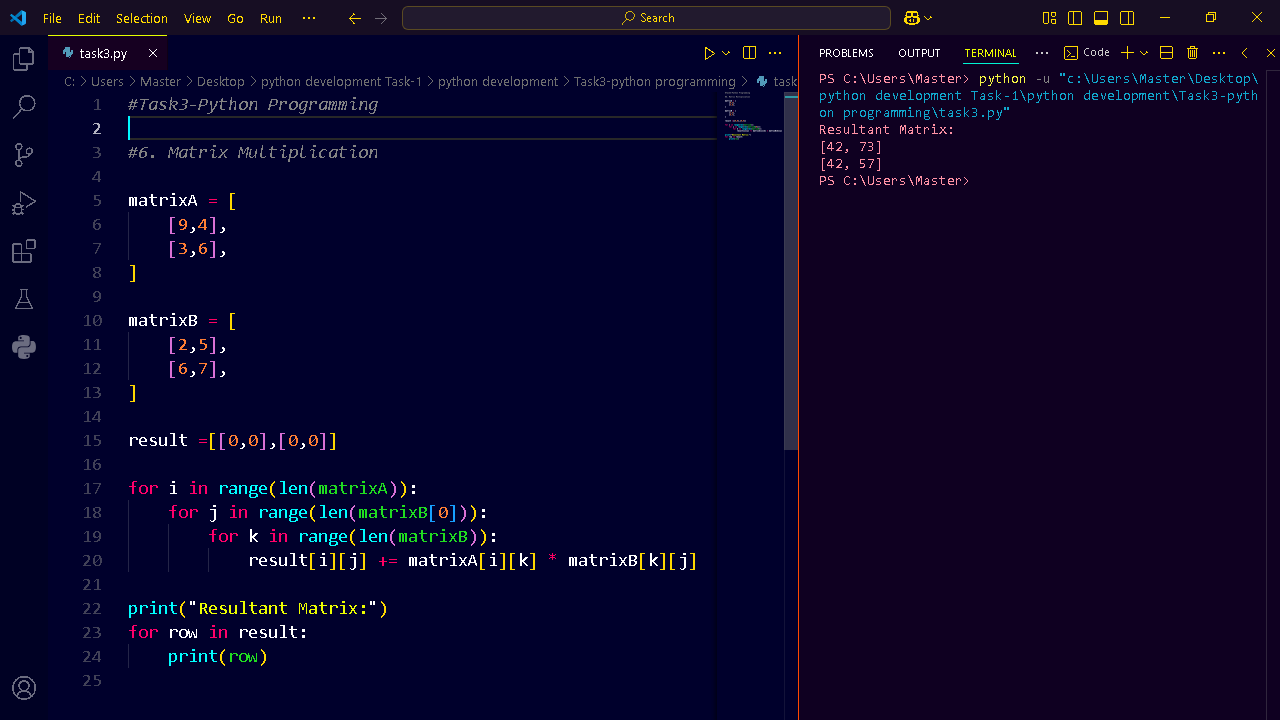 File Edit Selection View Go Run ··· Search
task3.py
C: > Users > Master > Desktop > python development Task-1 > python development > Task3-python programming > task
1 #Task3-Python Programming
2
3 #6. Matrix Multiplication
4
5 matrixA = [
6     [9,4],
7     [3,6],
8 ]
9
10 matrixB = [
11     [2,5],
12     [6,7],
13 ]
14
15 result =[[0,0],[0,0]]
16
17 for i in range(len(matrixA)):
18     for j in range(len(matrixB[0])):
19         for k in range(len(matrixB)):
20             result[i][j] += matrixA[i][k] * matrixB[k][j]
21
22 print("Resultant Matrix:")
23 for row in result:
24     print(row)
25
PROBLEMS OUTPUT TERMINAL ··· Code
PS C:\Users\Master> python -u "c:\Users\Master\Desktop\
python development Task-1\python development\Task3-pyth
on programming\task3.py"
Resultant Matrix:
[42, 73]
[42, 57]
PS C:\Users\Master>